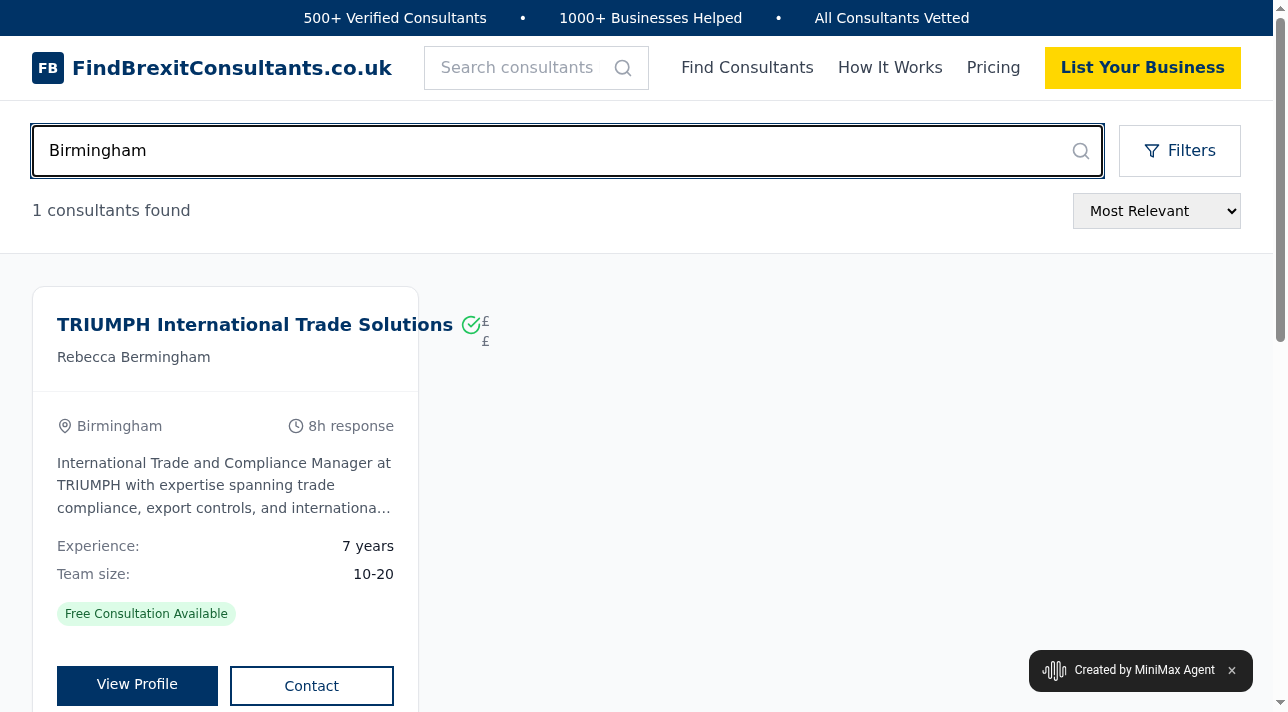 500+ Verified Consultants • 1000+ Businesses Helped • All Consultants Vetted
FB FindBrexitConsultants.co.uk Search consultants Find Consultants How It Works Pricing List Your Business
Birmingham Filters
1 consultants found Most Relevant
TRIUMPH International Trade Solutions £
£
Rebecca Bermingham
Birmingham 8h response
International Trade and Compliance Manager at
TRIUMPH with expertise spanning trade
compliance, export controls, and internationa...
Experience: 7 years
Team size: 10-20
Free Consultation Available
View Profile Contact
Created by MiniMax Agent ×